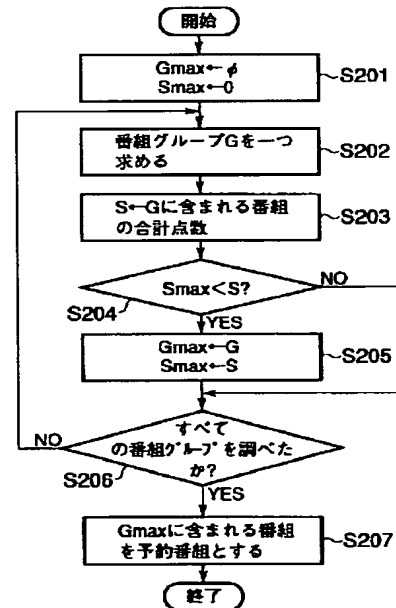 開始
Gmax←φ
Smax←0
S201
番組グループGを一つ
求める
S202
S←Gに含まれる番組
の合計点数
S203
Smax<S?
NO
S204
YES
Gmax←G
Smax←S
S205
すべて
の番組ｸﾞﾙｰﾌﾟを調べた
か?
NO
S206
YES
Gmaxに含まれる番組
を予約番組とする
S207
終了